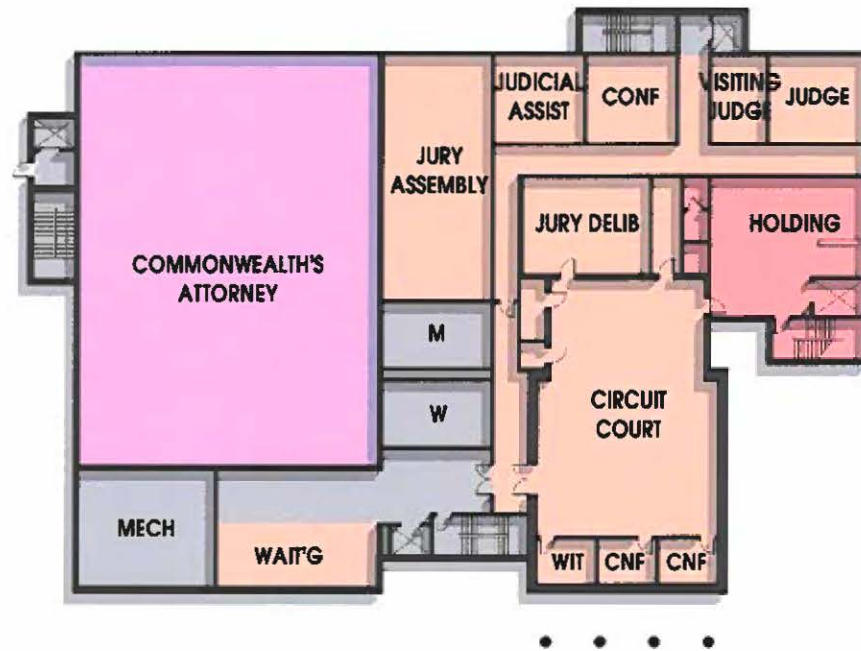 JUDICIAL
ASSIST
CONF
VISITING
JUDGE
JUDGE
JURY
ASSEMBLY
JURY DELIB
HOLDING
COMMONWEALTH'S
ATTORNEY
M
W
CIRCUIT
COURT
MECH
WAIT'G
WIT
CNF
CNF